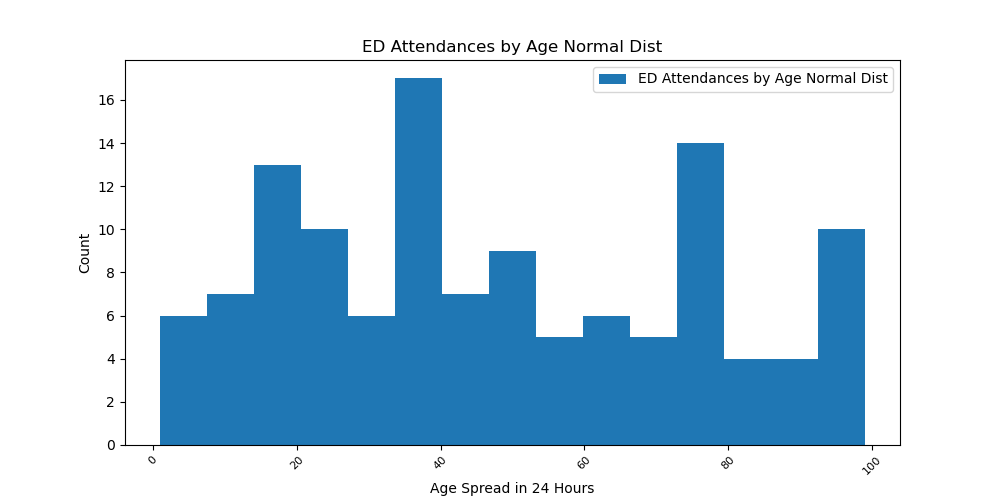 ED Attendances by Age Normal Dist
ED Attendances by Age Normal Dist
16
14
12
10
8
6
4
2
0
Count
0 20 40 60 80 100
Age Spread in 24 Hours